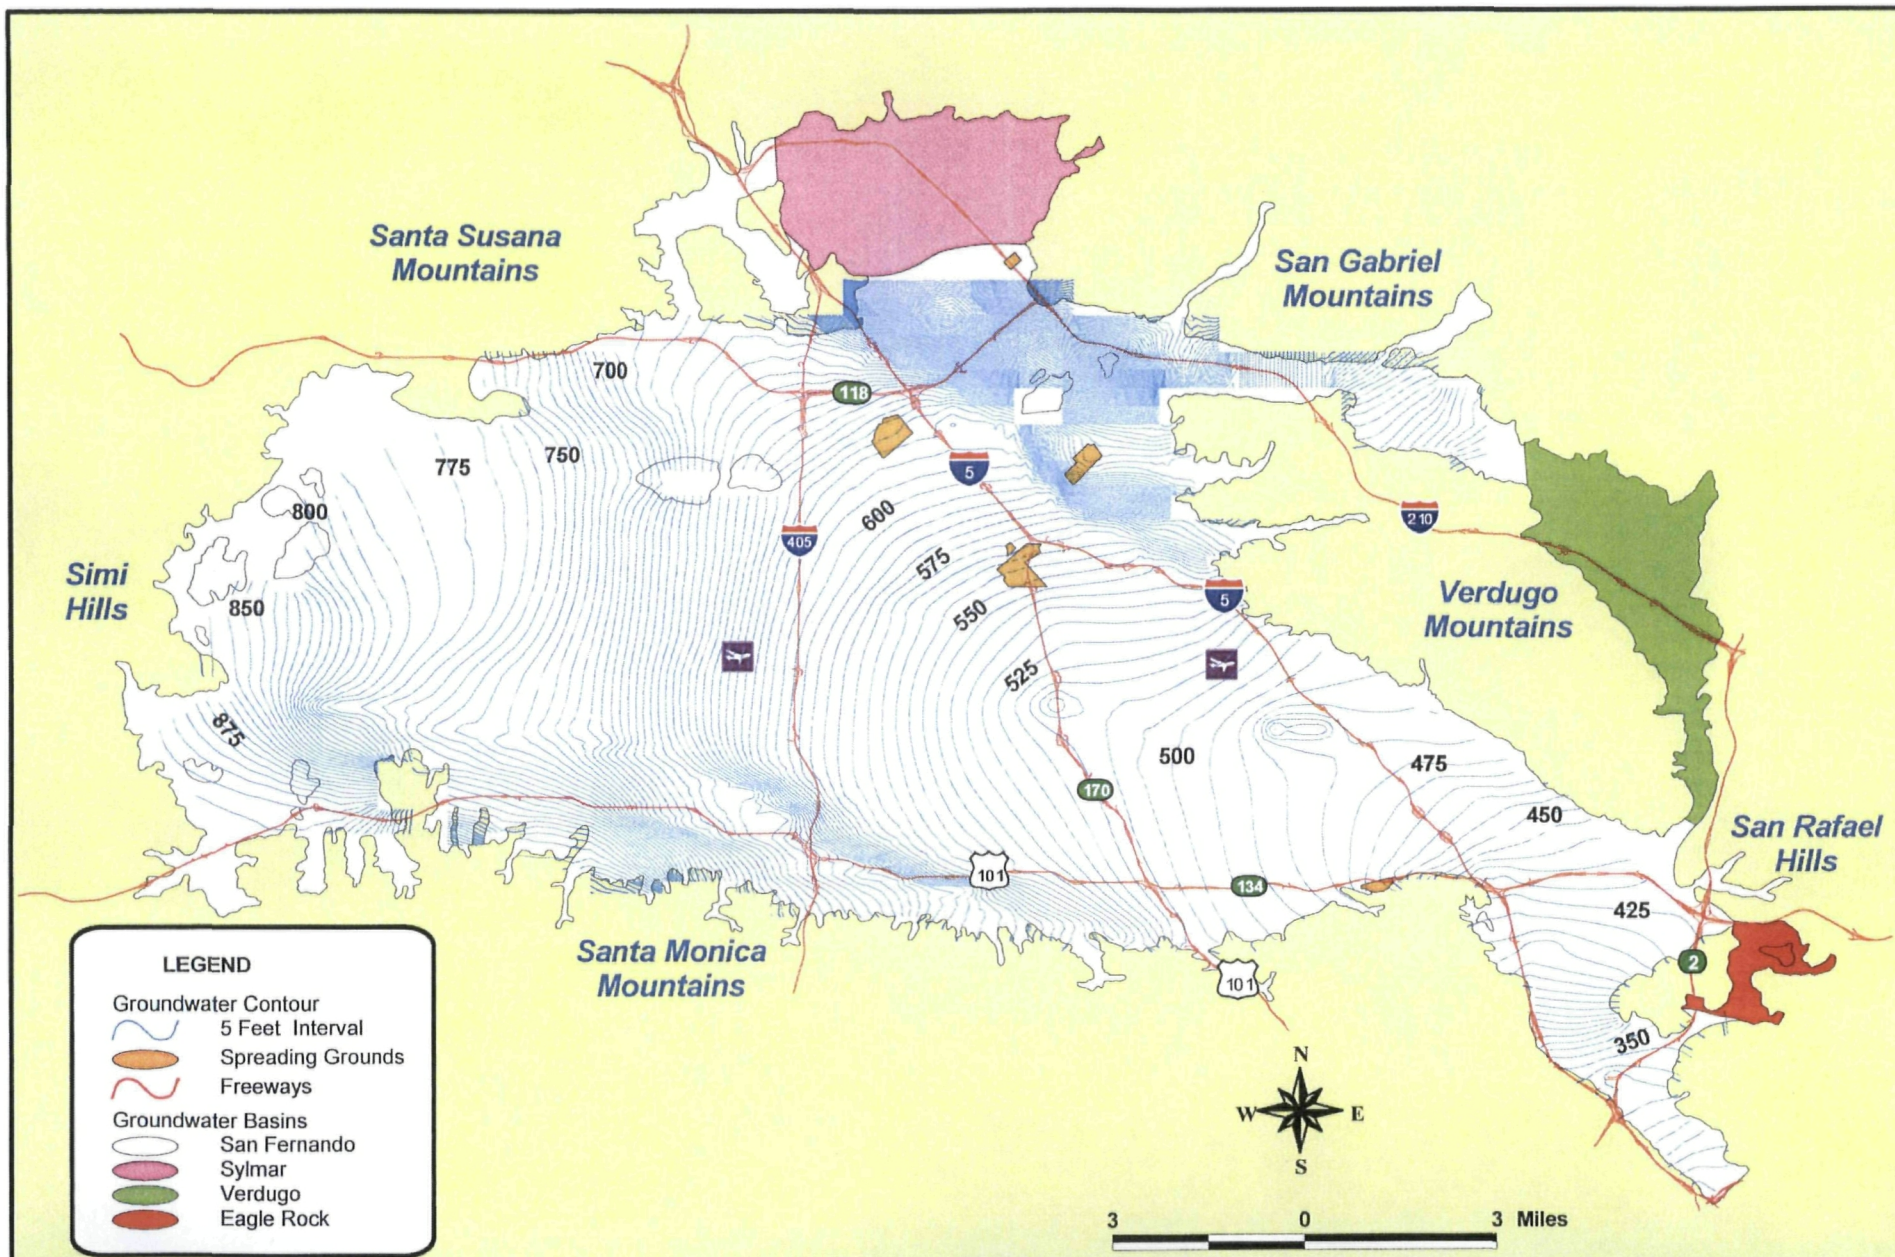 Santa Susana
Mountains
San Gabriel
Mountains
700
118
750
775
5
600
800
210
405
575
Simi
Hills
850
5
Verdugo
Mountains
550
525
875
500
475
170
450
San Rafael
Hills
101
134
425
Santa Monica
Mountains
2
101
350
LEGEND
Groundwater Contour
5 Feet Interval
Spreading Grounds
Freeways
Groundwater Basins
San Fernando
Sylmar
Verdugo
Eagle Rock
N
W E
S
3 0 3 Miles